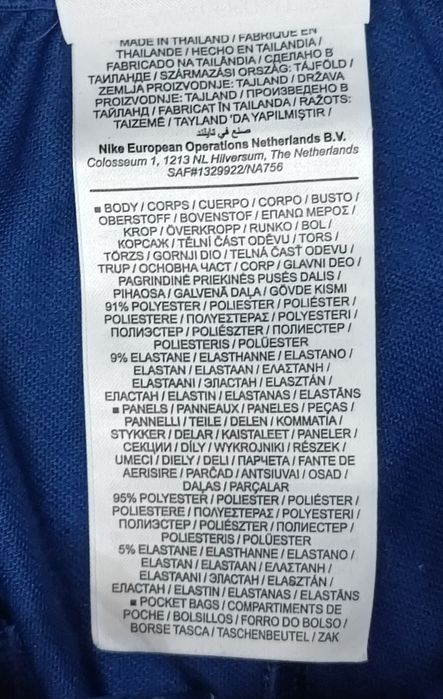 MADE IN THAILAND / FABRIQUE EN
THAILANDE / HECHO EN TAILANDIA /
FABRICADO NA TAILÂNDIA / СДЕЛАНО В
ТАИЛАНДЕ / SZÁRMAZÁSI ORSZÁG: TÁJFÖLD /
ZEMLJA PROIZVODNJE: TAJLAND / DRŽAVA
PROIZVODNJE: TAJLAND / ПРОИЗВЕДЕНО В
ТАЙЛАНД / FABRICAT ÎN TAILANDA / RAŽOTS:
TAIZEMĒ / TAYLAND 'DA YAPILMIŞTIR /
صنع في تايلند
Nike European Operations Netherlands B.V.
Colosseum 1, 1213 NL Hilversum, The Netherlands
SAF#1329922/NA756
■ BODY / CORPS / CUERPO / CORPO / BUSTO /
OBERSTOFF / BOVENSTOF / ΕΠΑΝΩ ΜΕΡΟΣ /
KROP / ÖVERKROPP / RUNKO / BOL /
КОРСАЖ / TĚLNÍ ČÁST ODĚVU / TORS /
TÖRZS / GORNJI DIO / TELNÁ ČASŤ ODEVU /
TRUP / ОСНОВНА ЧАСТ / CORP / GLAVNI DEO /
PAGRINDINĖ PRIEKINĖS PUSĖS DALIS /
PIHAOSA / GALVENĀ DAĻA / GÖVDE KISMI
91% POLYESTER / POLIESTER / POLIÉSTER /
POLIESTERE / ΠΟΛΥΕΣΤΕΡΑΣ / POLYESTERI /
ПОЛИЭСТЕР / POLIÉSZTER / ПОЛИЕСТЕР /
POLIESTERIS / POLÜESTER
9% ELASTANE / ELASTHANNE / ELASTANO /
ELASTAN / ELASTAAN / ΕΛΑΣΤΑΝΗ /
ELASTAANI / ЭЛАСТАН / ELASZTÁN /
ЕЛАСТАН / ELASTIN / ELASTANAS / ELASTĀNS
■ PANELS / PANNEAUX / PANELES / PEÇAS /
PANNELLI / TEILE / DELEN / ΚΟΜΜΑΤΙΑ /
STYKKER / DELAR / KAISTALEET / PANELER /
СЕКЦИИ / DÍLY / WYKROJNIKI / RÉSZEK /
UMECI / DIELY / DELI / ПАРЧЕТА / FANTE DE
AERISIRE / PARČAD / ANTSIUVAI / OSAD /
DAĻAS / PARÇALAR
95% POLYESTER / POLIESTER / POLIÉSTER /
POLIESTERE / ΠΟΛΥΕΣΤΕΡΑΣ / POLYESTERI /
ПОЛИЭСТЕР / POLIÉSZTER / ПОЛИЕСТЕР /
POLIESTERIS / POLÜESTER
5% ELASTANE / ELASTHANNE / ELASTANO /
ELASTAN / ELASTAAN / ΕΛΑΣΤΑΝΗ /
ELASTAANI / ЭЛАСТАН / ELASZTÁN /
ЕЛАСТАН / ELASTIN / ELASTANAS / ELASTĀNS
■ POCKET BAGS / COMPARTIMENTS DE
POCHE / BOLSILLOS / FORRO DO BOLSO /
BORSE TASCA / TASCHENBEUTEL / ZAK